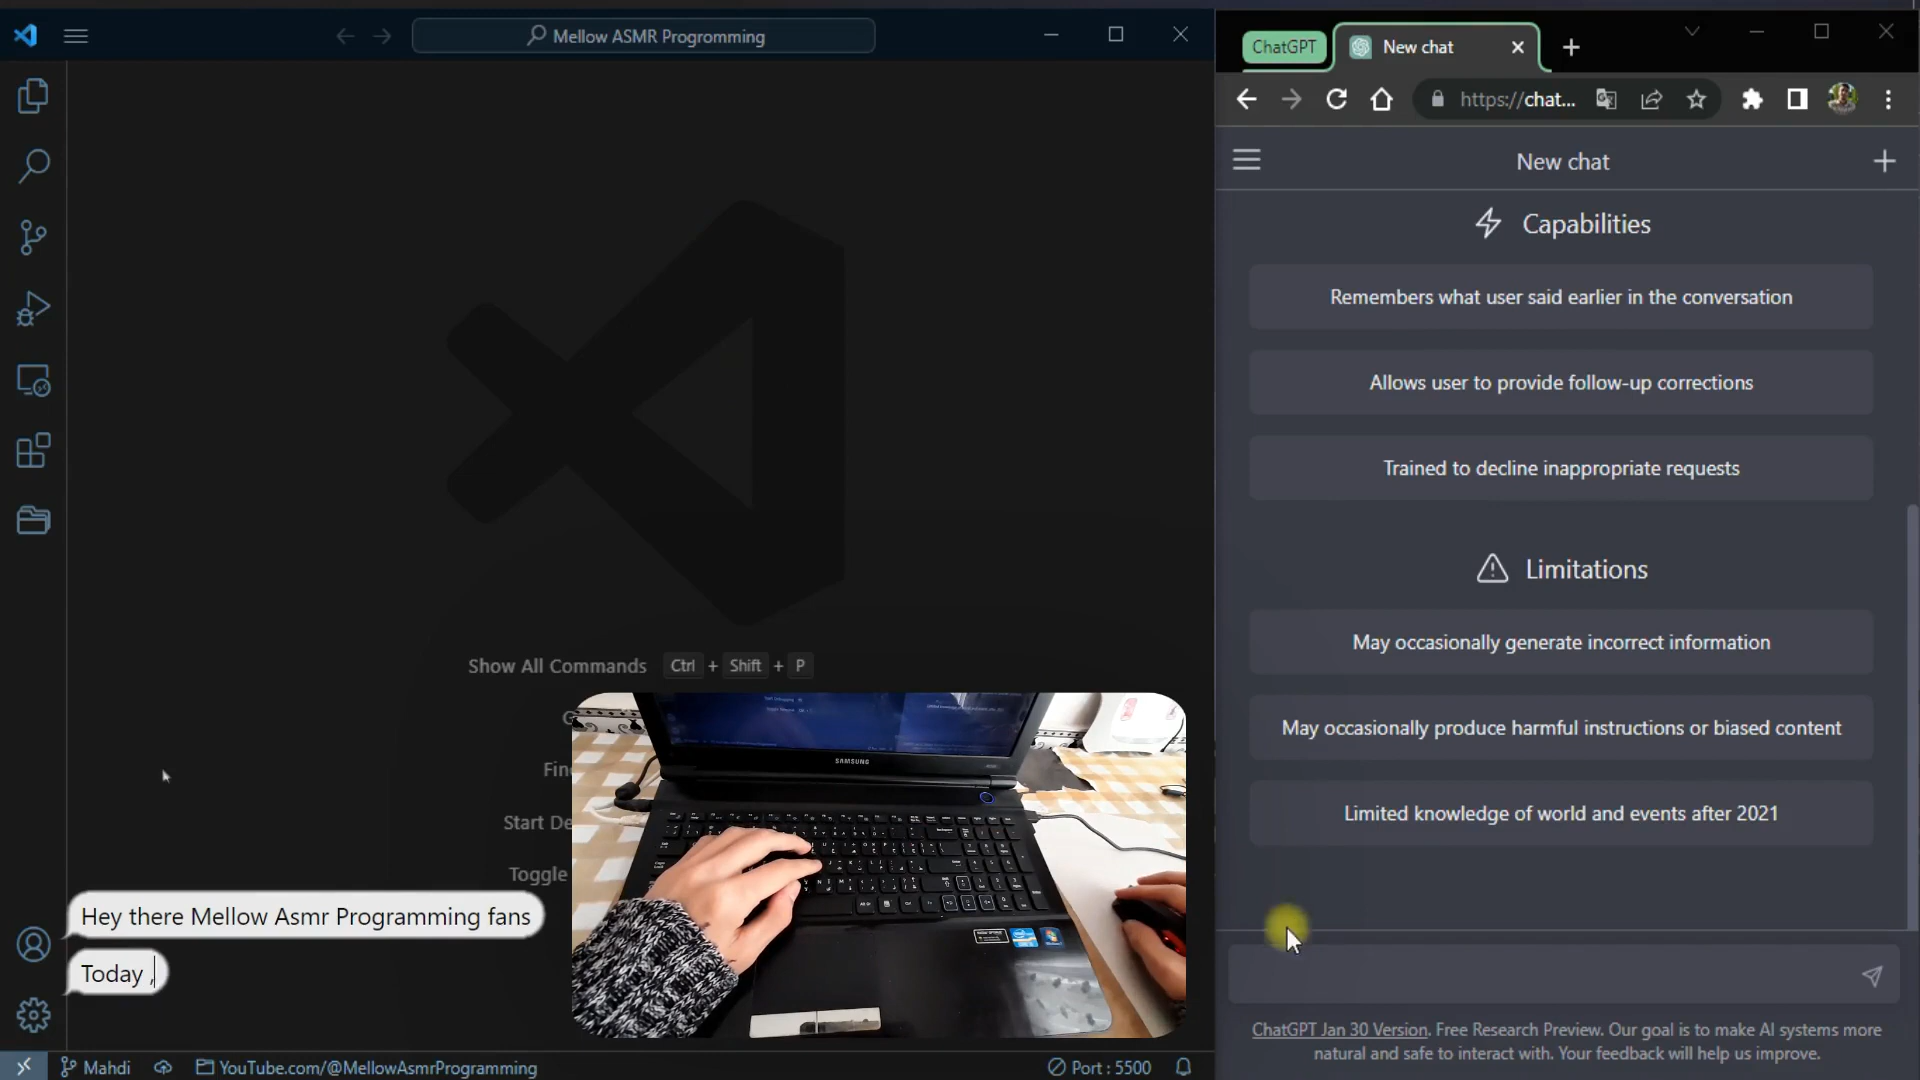 Mellow ASMR Progromming
Show All Commands Ctrl + Shift + P
Start De
Toggle
SAMSUNG
Hey there Mellow Asmr Programming fans
Today ,
Mahdi
YouTube.com/@MellowAsmrProgramming
Port : 5500
ChatGPT
New chat
https://chat...
New chat
Capabilities
Remembers what user said earlier in the conversation
Allows user to provide follow-up corrections
Trained to decline inappropriate requests
Limitations
May occasionally generate incorrect information
May occasionally produce harmful instructions or biased content
Limited knowledge of world and events after 2021
ChatGPT Jan 30 Version. Free Research Preview. Our goal is to make AI systems more
natural and safe to interact with. Your feedback will help us improve.